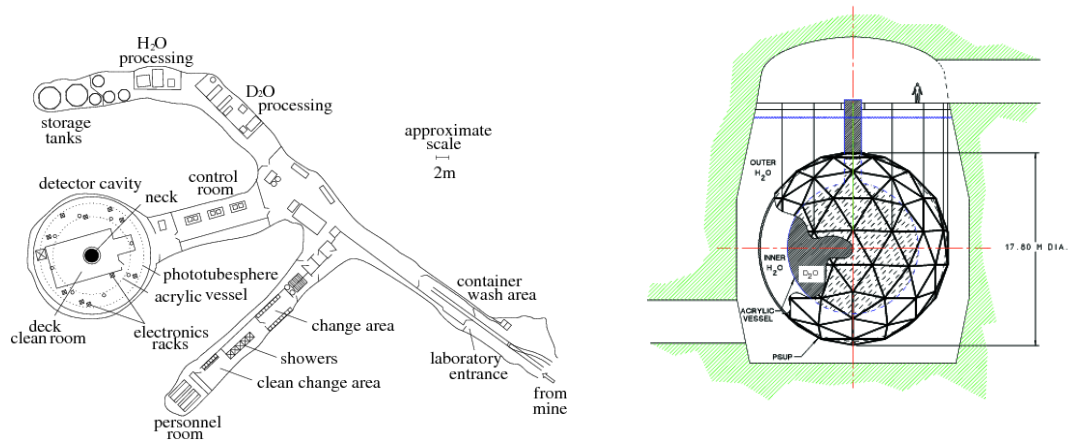 H2O
processing
D2O
processing
storage
tanks
approximate
scale
2m
detector cavity
neck
control
room
phototubesphere
acrylic vessel
deck
clean room
electronics
racks
container
wash area
change area
showers
clean change area
laboratory
entrance
from
mine
personnel
room
OUTER
H2O
17.80 M DIA.
INNER
H2O
D2O
ACRYLIC
VESSEL
PSUP